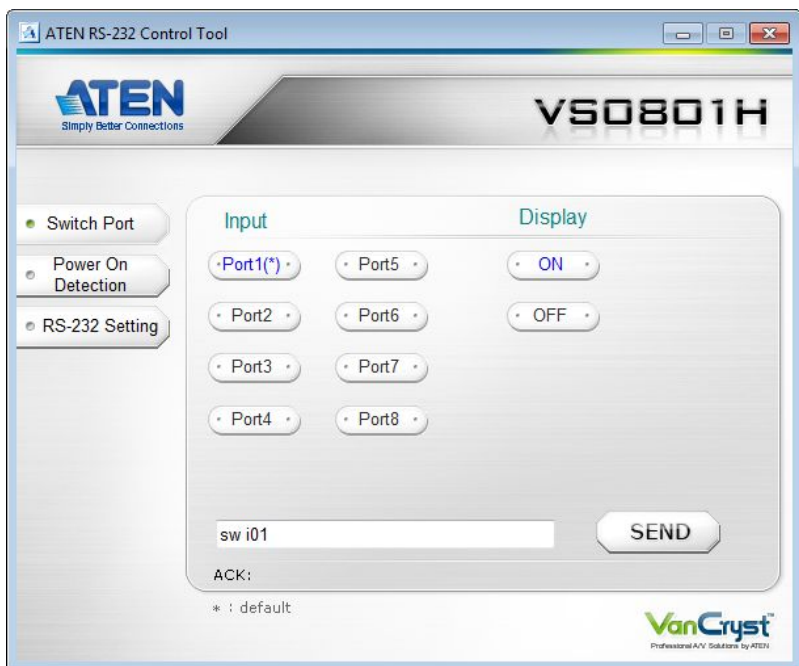 ATEN RS-232 Control Tool
ATEN
Simply Better Connections
VS0801H
Switch Port
Power On
Detection
RS-232 Setting
Input
Display
Port1(*)
Port5
ON
Port2
Port6
OFF
Port3
Port7
Port4
Port8
sw i01
SEND
ACK:
* : default
VanCryst™
Professional A/V Solutions by ATEN